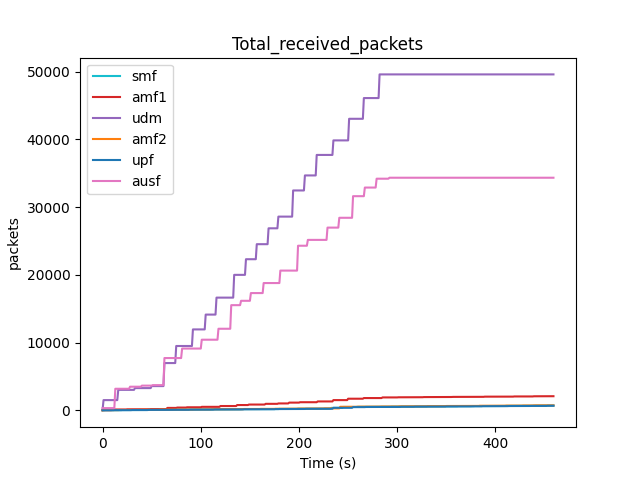 Total_received_packets
smf
amf1
udm
amf2
upf
ausf
packets
50000
40000
30000
20000
10000
0
0 100 200 300 400
Time (s)